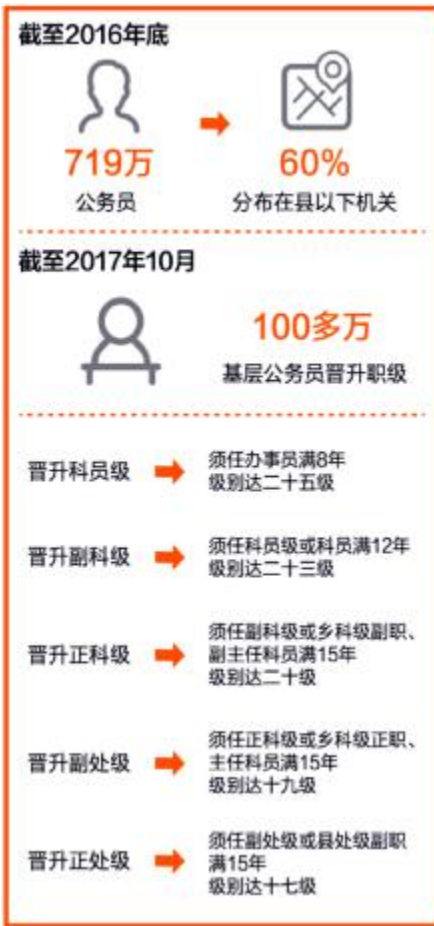 截至2016年底
719万
60%
公务员
分布在县以下机关
截至2017年10月
100多万
基层公务员晋升职级
晋升科员级
须任办事员满8年
级别达二十五级
晋升副科级
须任科员级或科员满12年
级别达二十三级
晋升正科级
须任副科级或乡科级副职、
副主任科员满15年
级别达二十级
晋升副处级
须任正科级或乡科级正职、
主任科员满15年
级别达十九级
晋升正处级
须任副处级或县处级副职
满15年
级别达十七级